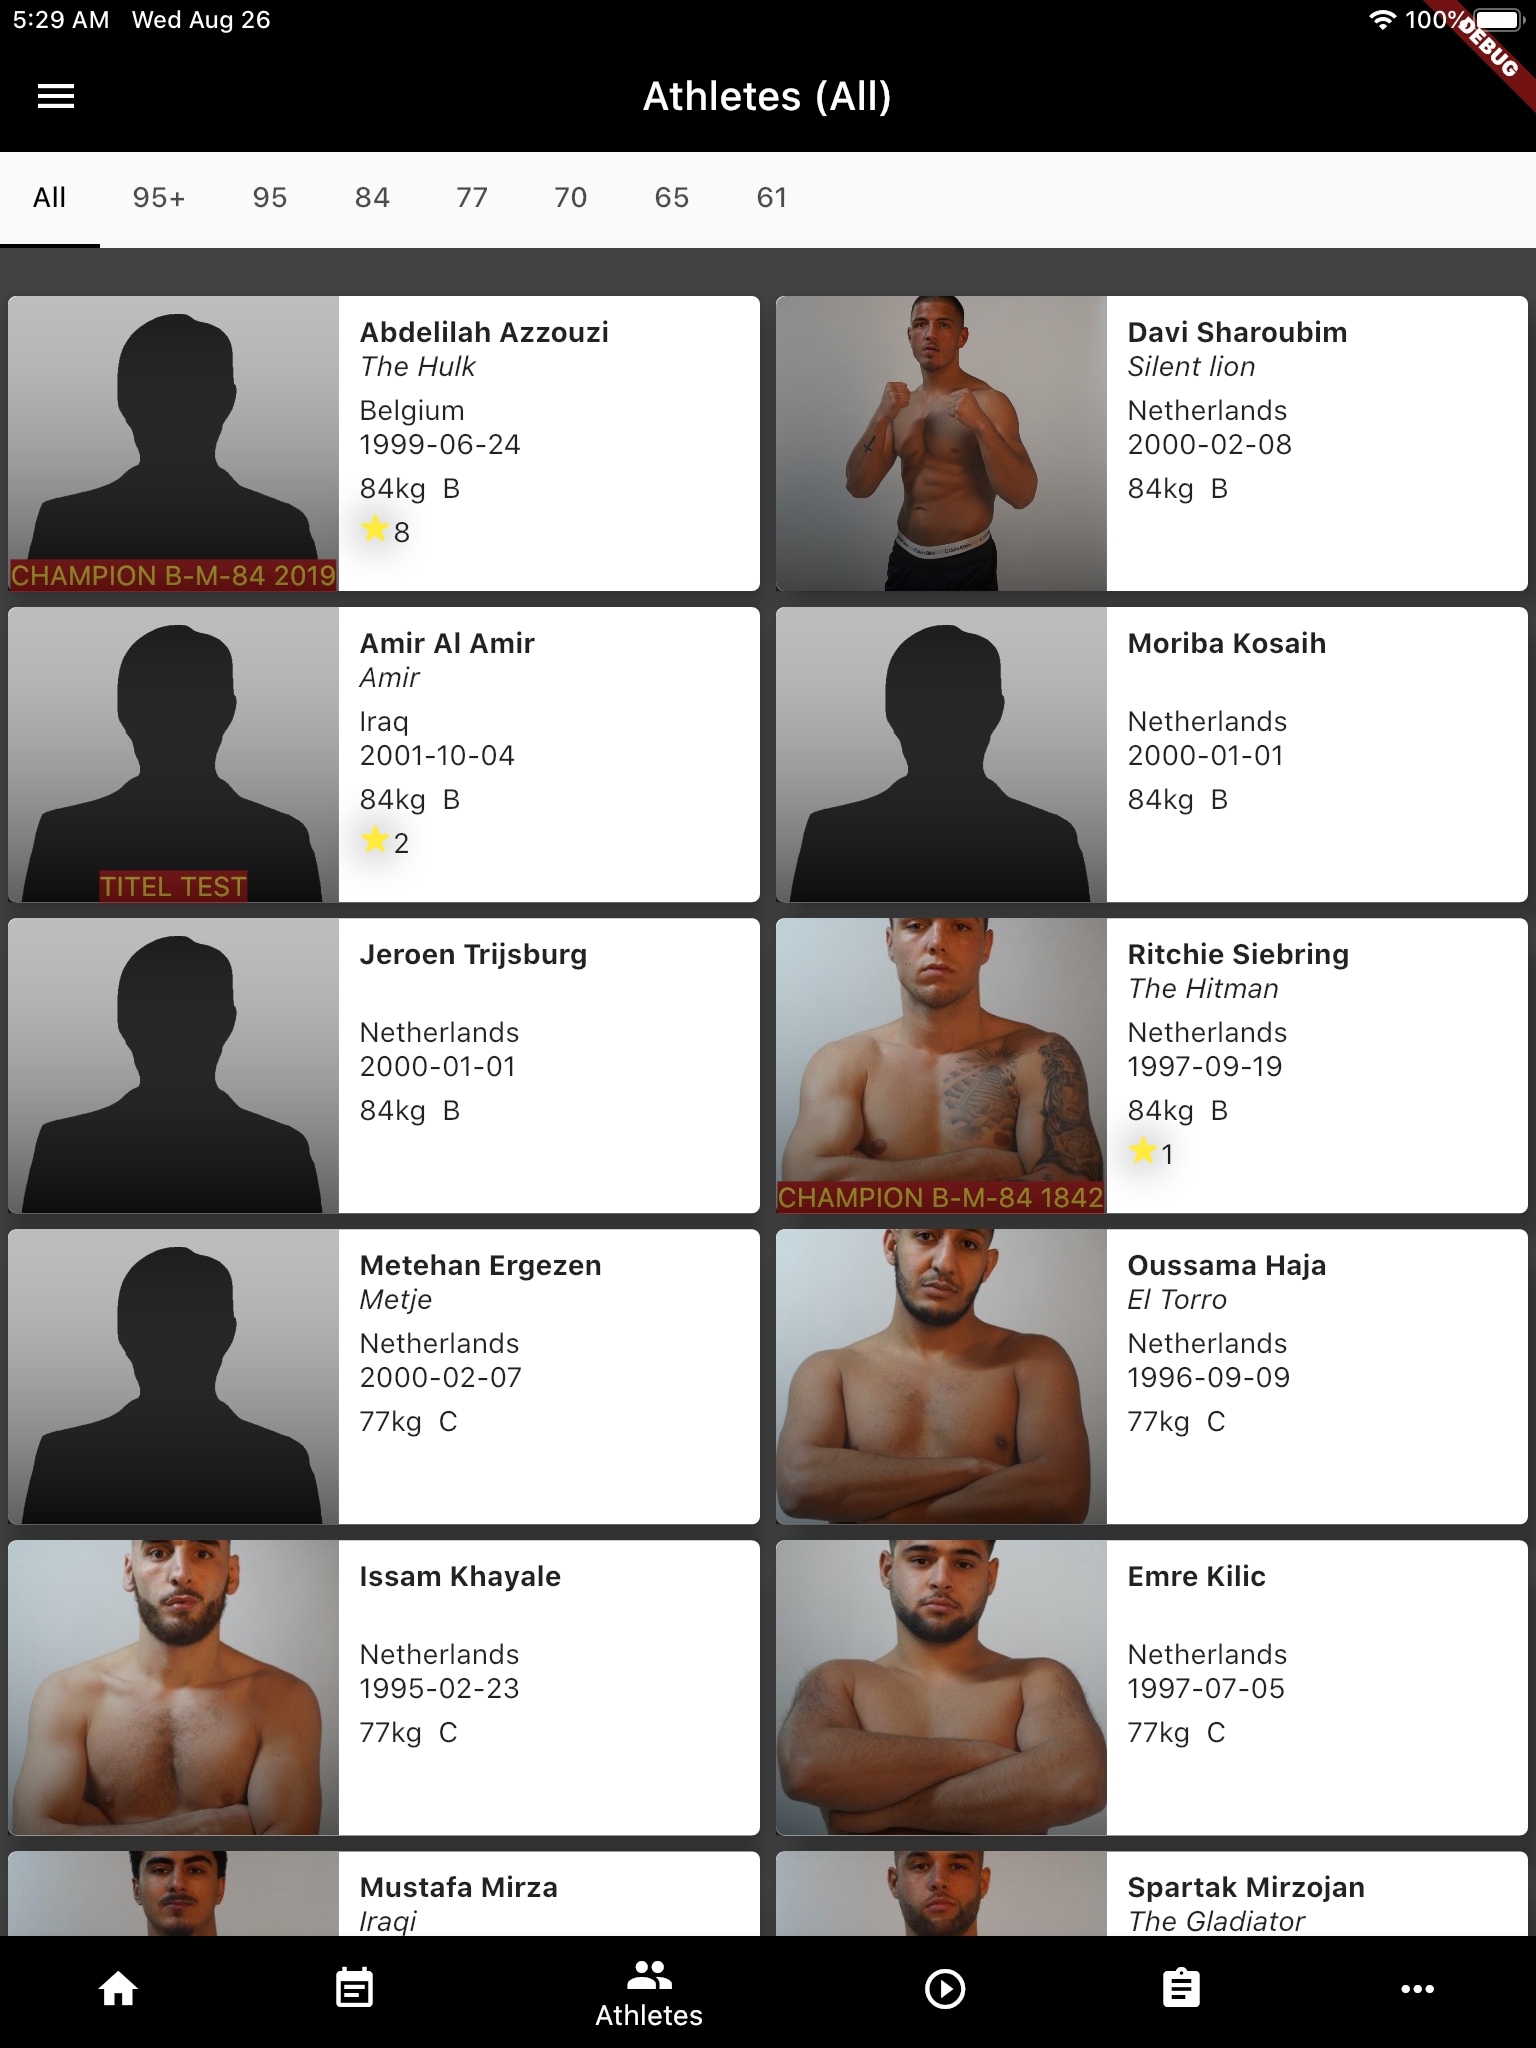 5:29 AM Wed Aug 26
100%
DEBUG
Athletes (All)
All 95+ 95 84 77 70 65 61
Abdelilah Azzouzi
The Hulk
Belgium
1999-06-24
84kg B
8
CHAMPION B-M-84 2019
Davi Sharoubim
Silent lion
Netherlands
2000-02-08
84kg B
Amir Al Amir
Amir
Iraq
2001-10-04
84kg B
2
TITEL TEST
Moriba Kosaih
Netherlands
2000-01-01
84kg B
Jeroen Trijsburg
Netherlands
2000-01-01
84kg B
Ritchie Siebring
The Hitman
Netherlands
1997-09-19
84kg B
1
CHAMPION B-M-84 1842
Metehan Ergezen
Metje
Netherlands
2000-02-07
77kg C
Oussama Haja
El Torro
Netherlands
1996-09-09
77kg C
Issam Khayale
Netherlands
1995-02-23
77kg C
Emre Kilic
Netherlands
1997-07-05
77kg C
Mustafa Mirza
Iraqi
Spartak Mirzojan
The Gladiator
Athletes